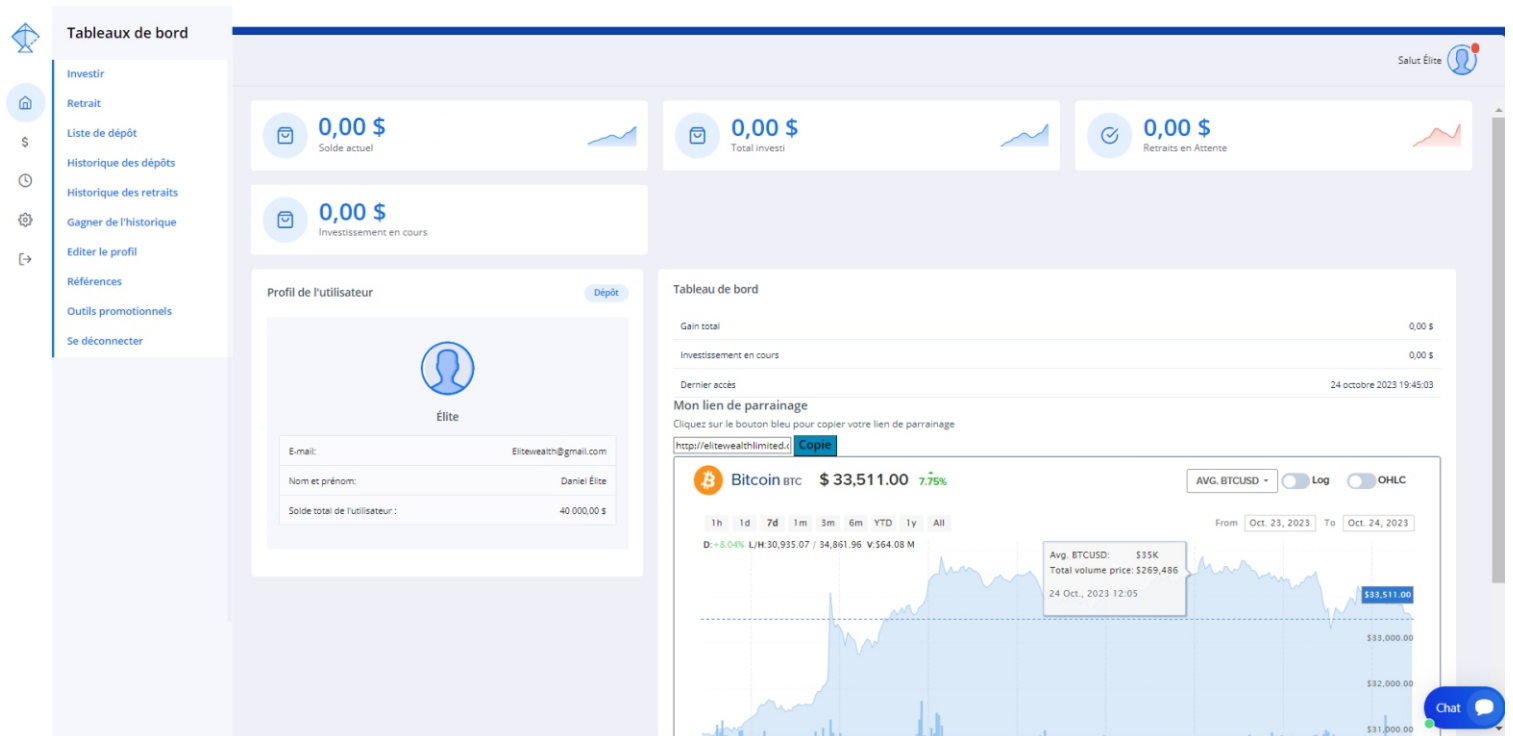 Tableaux de bord
Investir
Retrait
Liste de dépôt
Historique des dépôts
Historique des retraits
Gagner de l'historique
Editer le profil
Références
Outils promotionnels
Se déconnecter
Salut Élite
0,00 $
Solde actuel
0,00 $
Total investi
0,00 $
Retraits en Attente
0,00 $
Investissement en cours
Profil de l'utilisateur
Dépôt
Élite
E-mail: Elitewealth@gmail.com
Nom et prénom: Daniel Élite
Solde total de l'utilisateur : 40 000,00 $
Tableau de bord
Gain total 0,00 $
Investissement en cours 0,00 $
Dernier accès 24 octobre 2023 19:45:03
Mon lien de parrainage
Cliquez sur le bouton bleu pour copier votre lien de parrainage
http://elitewealthlimited. Copie
Bitcoin BTC $ 33,511.00 7.75% AVG. BTCUSD Log OHLC
1h 1d 7d 1m 3m 6m YTD 1y All From Oct. 23, 2023 To Oct. 24, 2023
D:+8.04% L/H:30,935.07 / 34,861.96 V:$64.08 M
Avg. BTCUSD: $35K
Total volume price: $269,486
24 Oct., 2023 12:05
$33,511.00
$33,000.00
$32,000.00
$31,000.00
Chat